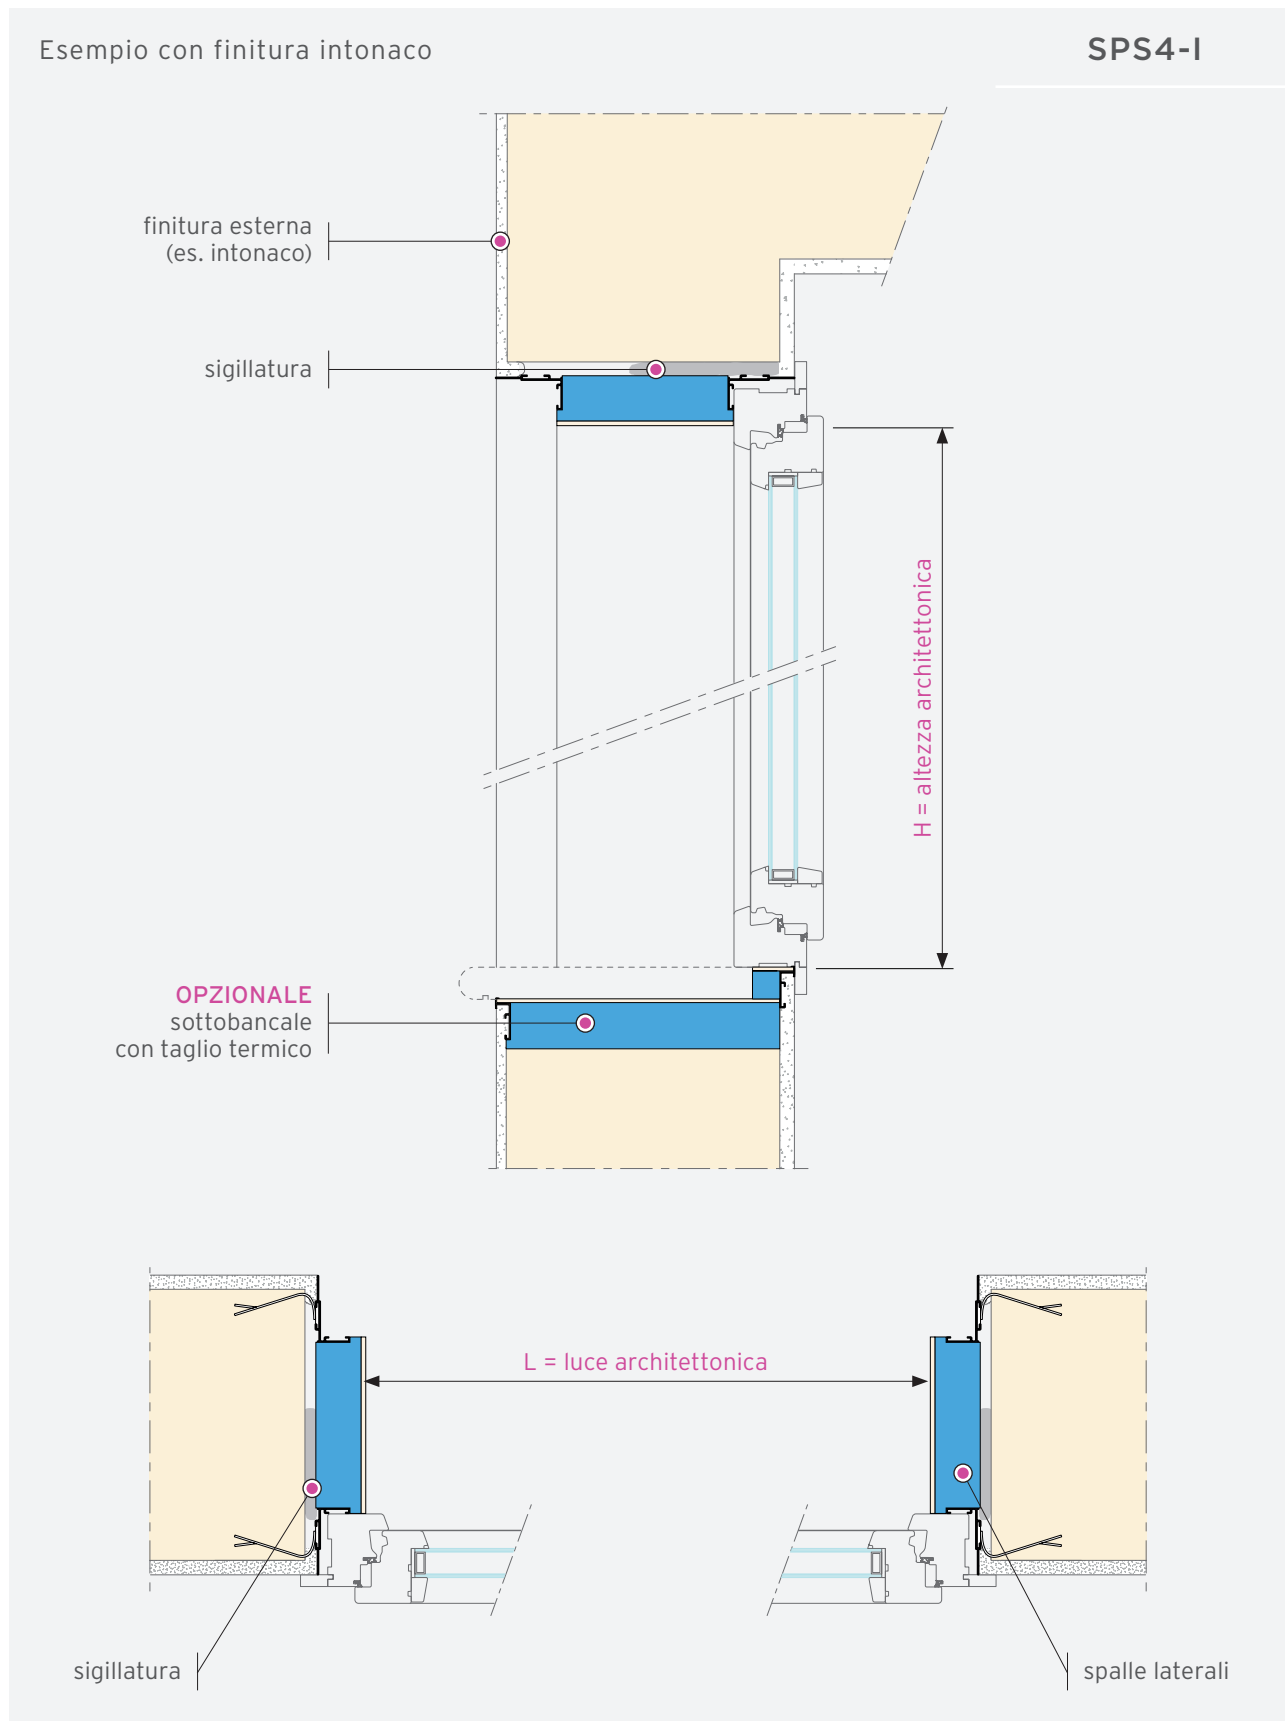 Esempio con finitura intonaco
SPS4-I
finitura esterna
(es. intonaco)
sigillatura
H = altezza architettonica
OPZIONALE
sottobancale
con taglio termico
L = luce architettonica
sigillatura
spalle laterali